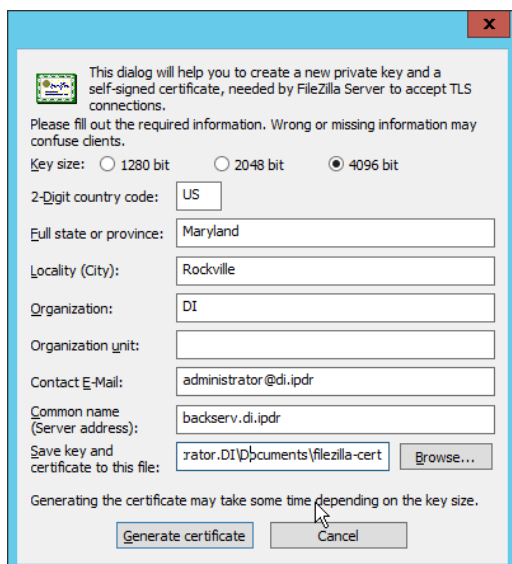 X
This dialog will help you to create a new private key and a
self-signed certificate, needed by FileZilla Server to accept TLS
connections.
Please fill out the required information. Wrong or missing information may
confuse clients.
Key size: 1280 bit 2048 bit 4096 bit
2-Digit country code: US
Full state or province: Maryland
Locality (City): Rockville
Organization: DI
Organization unit:
Contact E-Mail: administrator@di.ipdr
Common name
(Server address): backserv.di.ipdr
Save key and
certificate to this file: rator.DI\Documents\filezilla-cert Browse...
Generating the certificate may take some time depending on the key size.
Generate certificate Cancel